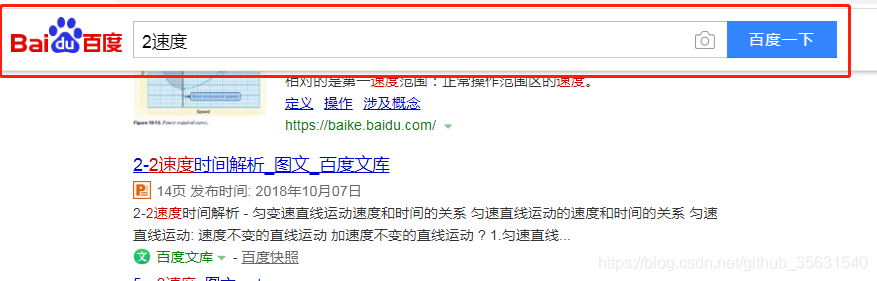 Bai du 百度
2速度
百度一下
相对的是第一速度范围：正常操作范围区的速度。
定义 操作 涉及概念
https://baike.baidu.com/
2-2速度时间解析_图文_百度文库
14页 发布时间: 2018年10月07日
2-2速度时间解析 - 匀变速直线运动速度和时间的关系 匀速直线运动的速度和时间的关系 匀速
直线运动: 速度不变的直线运动 加速度不变的直线运动 ? 1.匀速直线...
百度文库 - 百度快照
https://blog.csdn.net/github_35631540